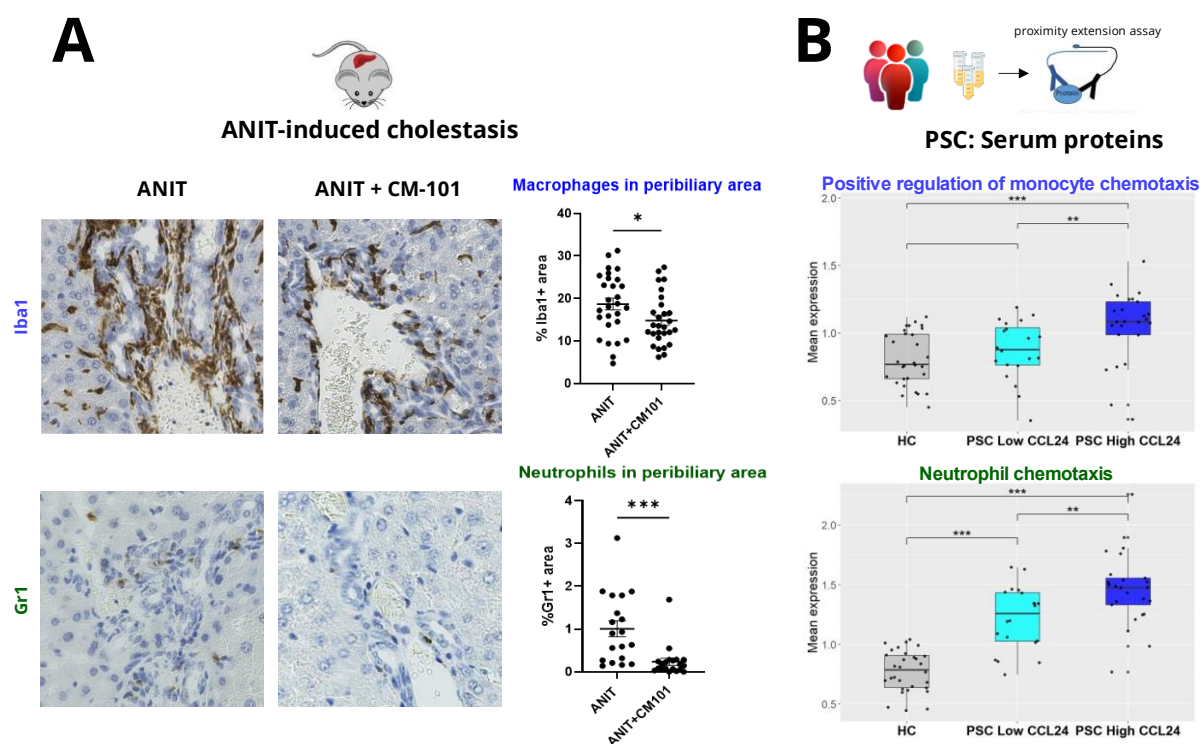 A
ANIT-induced cholestasis
ANIT
ANIT + CM-101
Iba1
Gr1
Macrophages in peribiliary area
% Iba1+ area
40
30
20
10
0
*
ANIT
ANIT+CM101
Neutrophils in peribiliary area
%Gr1+ area
4
3
2
1
0
***
ANIT
ANIT+CM101
B
proximity extension assay
Protein
PSC: Serum proteins
Positive regulation of monocyte chemotaxis
Mean expression
2.0
1.5
1.0
0.5
***
**
HC
PSC Low CCL24
PSC High CCL24
Neutrophil chemotaxis
Mean expression
2.0
1.5
1.0
0.5
***
**
***
HC
PSC Low CCL24
PSC High CCL24